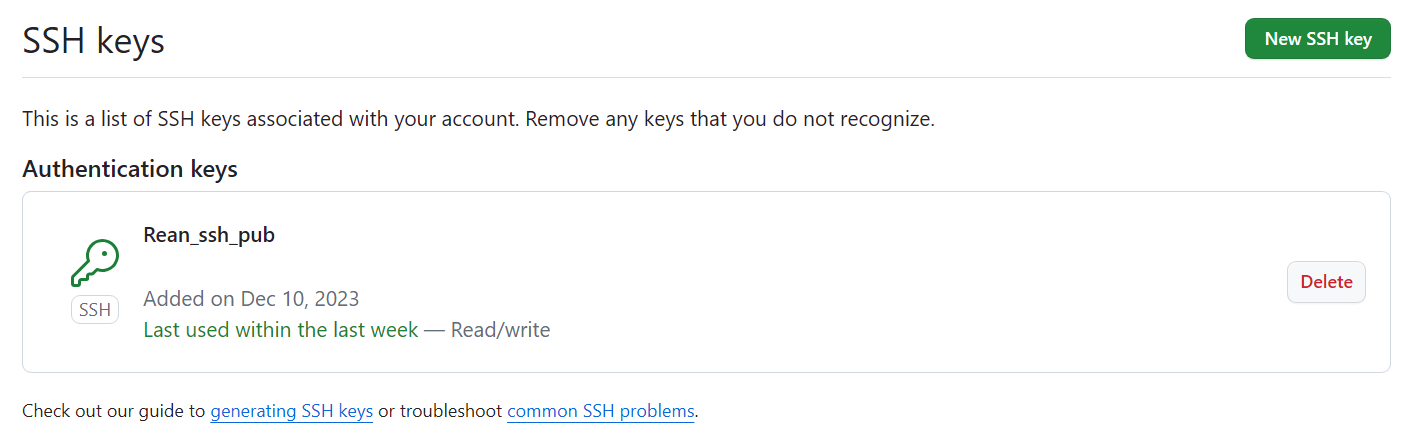 SSH keys
New SSH key
This is a list of SSH keys associated with your account. Remove any keys that you do not recognize.
Authentication keys
Rean_ssh_pub
SSH
Added on Dec 10, 2023
Last used within the last week — Read/write
Delete
Check out our guide to generating SSH keys or troubleshoot common SSH problems.